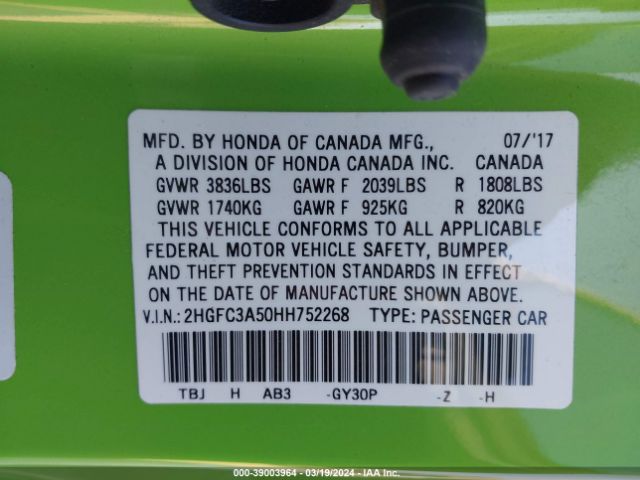 MFD. BY HONDA OF CANADA MFG., 07/'17
A DIVISION OF HONDA CANADA INC. CANADA
GVWR 3836LBS GAWR F 2039LBS R 1808LBS
GVWR 1740KG GAWR F 925KG R 820KG
THIS VEHICLE CONFORMS TO ALL APPLICABLE
FEDERAL MOTOR VEHICLE SAFETY, BUMPER,
AND THEFT PREVENTION STANDARDS IN EFFECT
ON THE DATE OF MANUFACTURE SHOWN ABOVE.
V.I.N.: 2HGFC3A50HH752268 TYPE: PASSENGER CAR
TBJ H AB3 -GY30P -Z -H
000-39003964 - 03/19/2024 - IAA Inc.